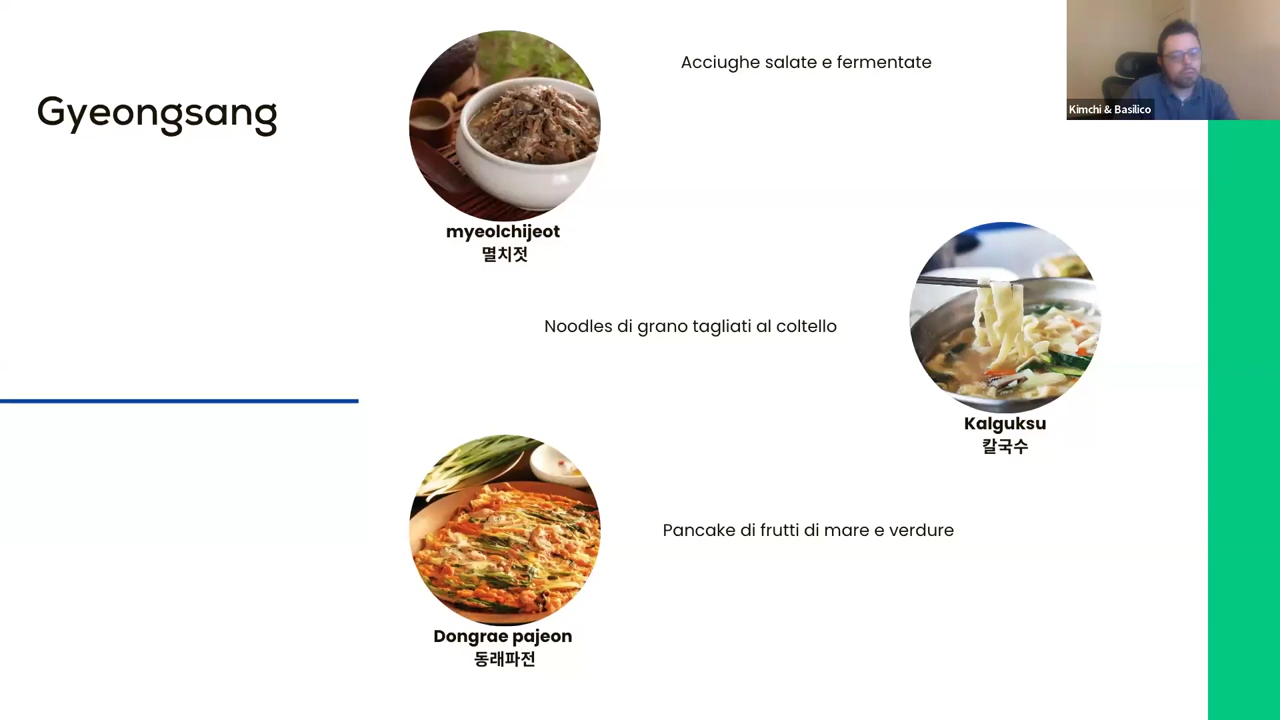 Gyeongsang
Acciughe salate e fermentate
Kimchi & Basilico
myeolchijeot
멸치젓
Noodles di grano tagliati al coltello
Kalguksu
칼국수
Pancake di frutti di mare e verdure
Dongrae pajeon
동래파전